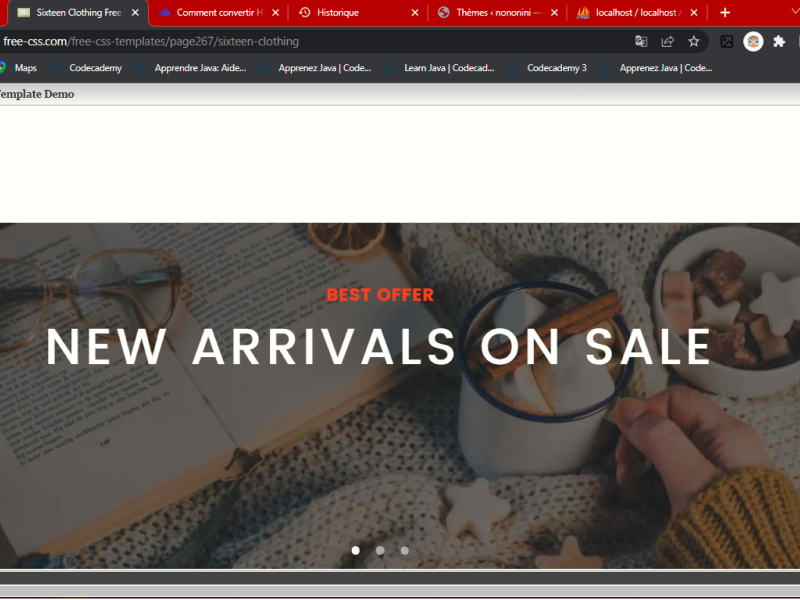 Sixteen Clothing Free
Comment convertir H
Historique
Thèmes ‹ nononini —
localhost / localhost /
free-css.com/free-css-templates/page267/sixteen-clothing
Maps
Codecademy
Apprendre Java: Aide...
Apprenez Java | Code...
Learn Java | Codecad...
Codecademy 3
Apprenez Java | Code...
Template Demo
BEST OFFER
NEW ARRIVALS ON SALE